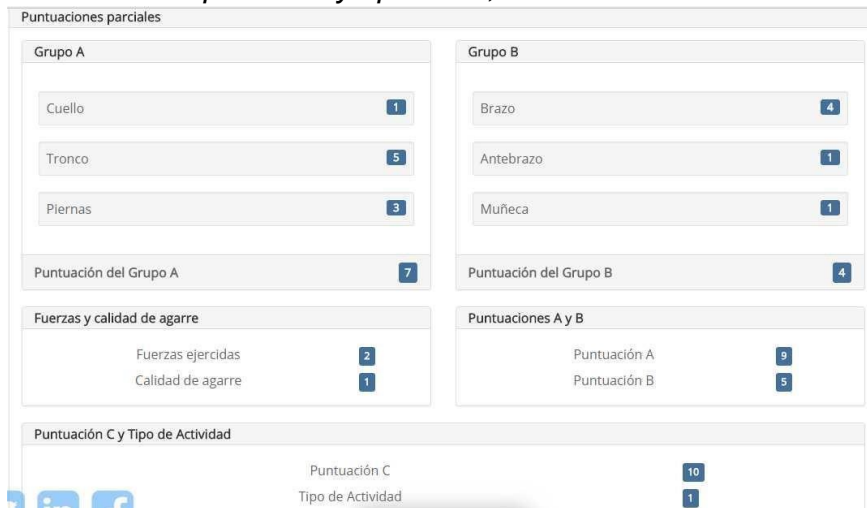 Puntuaciones parciales
Grupo A
Cuello 1
Tronco 5
Piernas 3
Puntuación del Grupo A 7
Grupo B
Brazo 4
Antebrazo 1
Muñeca 1
Puntuación del Grupo B 4
Fuerzas y calidad de agarre
Fuerzas ejercidas 2
Calidad de agarre 1
Puntuaciones A y B
Puntuación A 9
Puntuación B 5
Puntuación C y Tipo de Actividad
Puntuación C 10
Tipo de Actividad 1